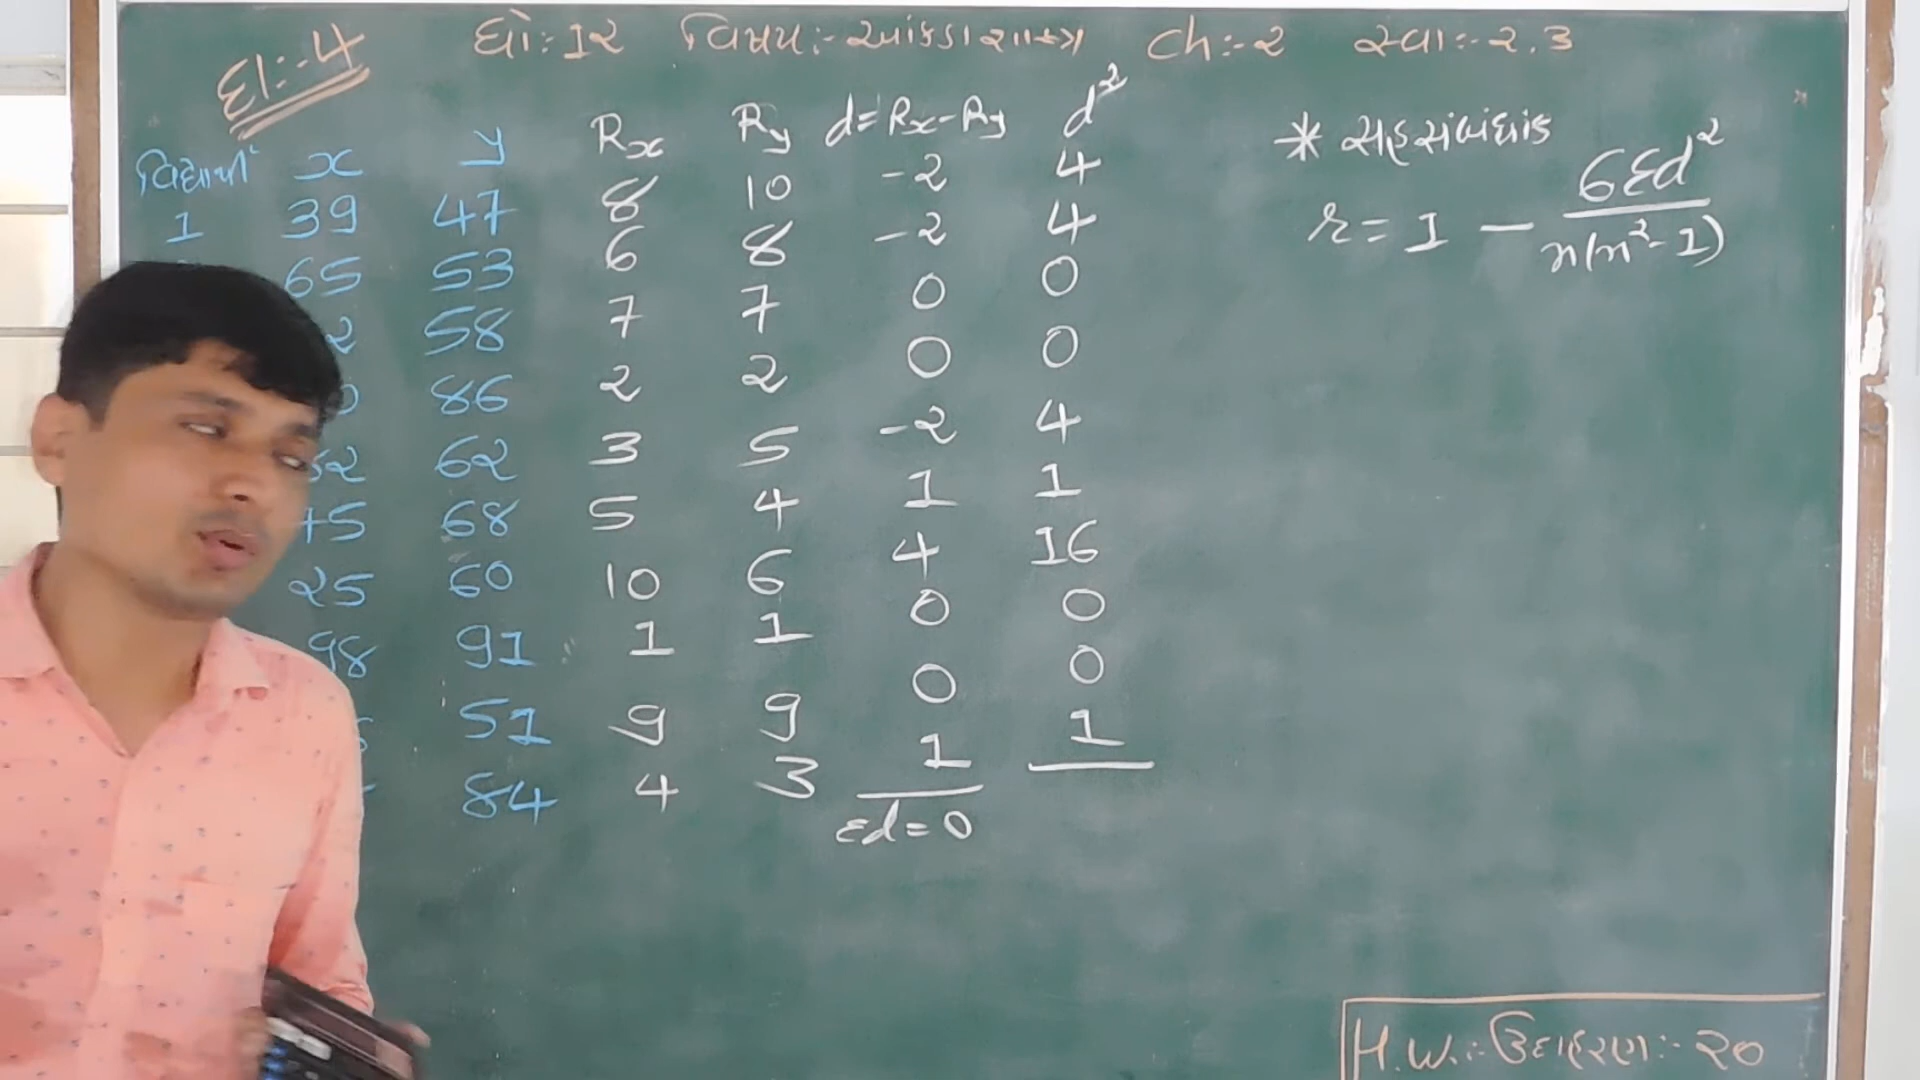 દા:-4 ધો:-12 વિષય:- આંકડાશાસ્ત્ર Ch:-2 સ્વા:-2.3
વિદ્યાર્થી x y Rx Ry d=Rx-Ry d²
1 39 47 8 10 -2 4
65 53 6 8 -2 4
2 58 7 7 0 0
0 86 2 2 0 0
62 3 5 -2 4
75 68 5 4 1 1
25 60 10 6 4 16
98 91 1 1 0 0
51 9 9 0 0
84 4 3 1 1
Σd=0
* સહસંબંધાંક
r = 1 - 6Σd² / n(n²-1)
H.W.:- ઉદાહરણ:- 20